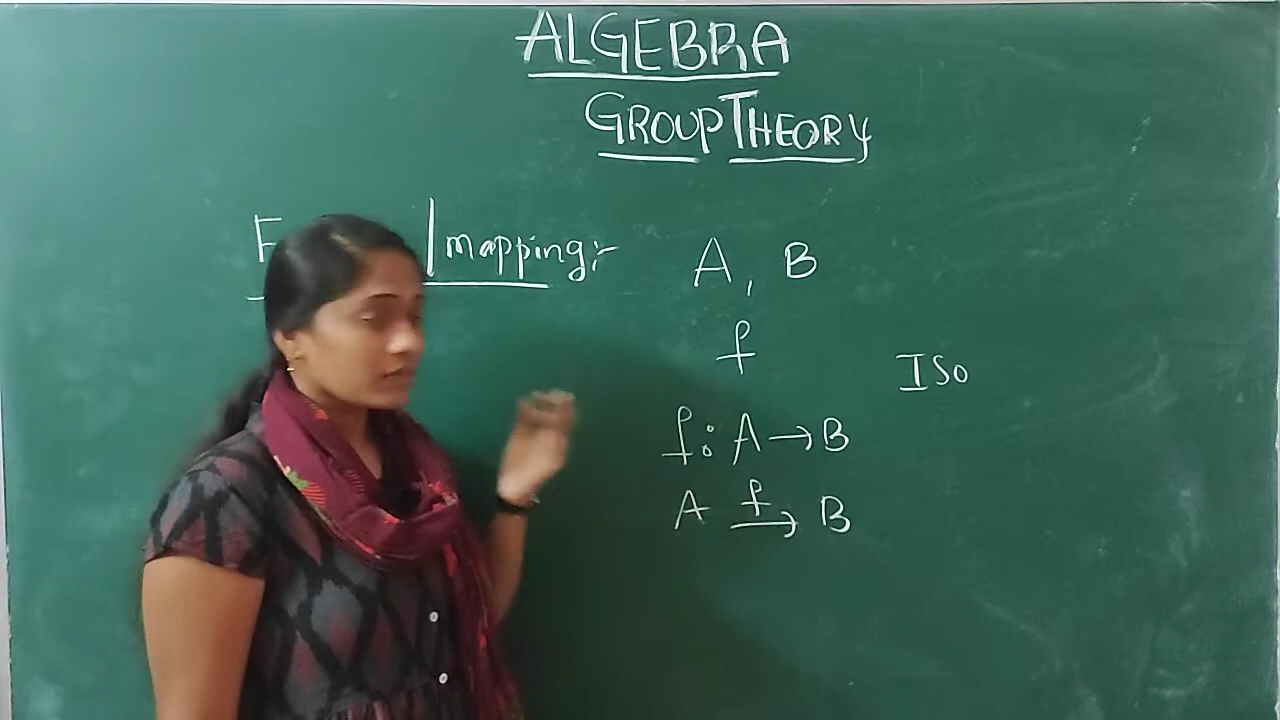 ALGEBRA
GROUP THEORY
mapping:-
A, B
f
Iso
f: A → B
A f→ B